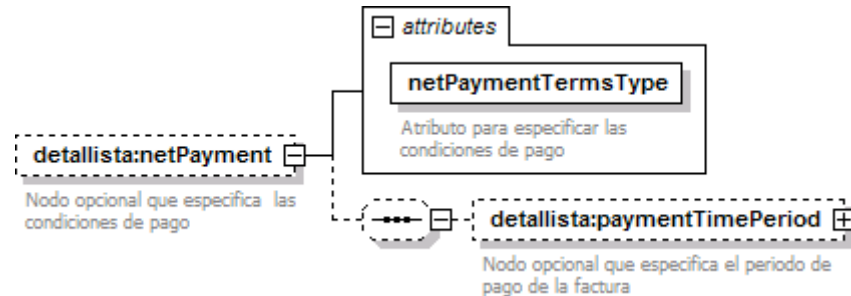 attributes
netPaymentTermsType
Atributo para especificar las
condiciones de pago
detallista:netPayment
Nodo opcional que especifica las
condiciones de pago
detallista:paymentTimePeriod
Nodo opcional que especifica el periodo de
pago de la factura